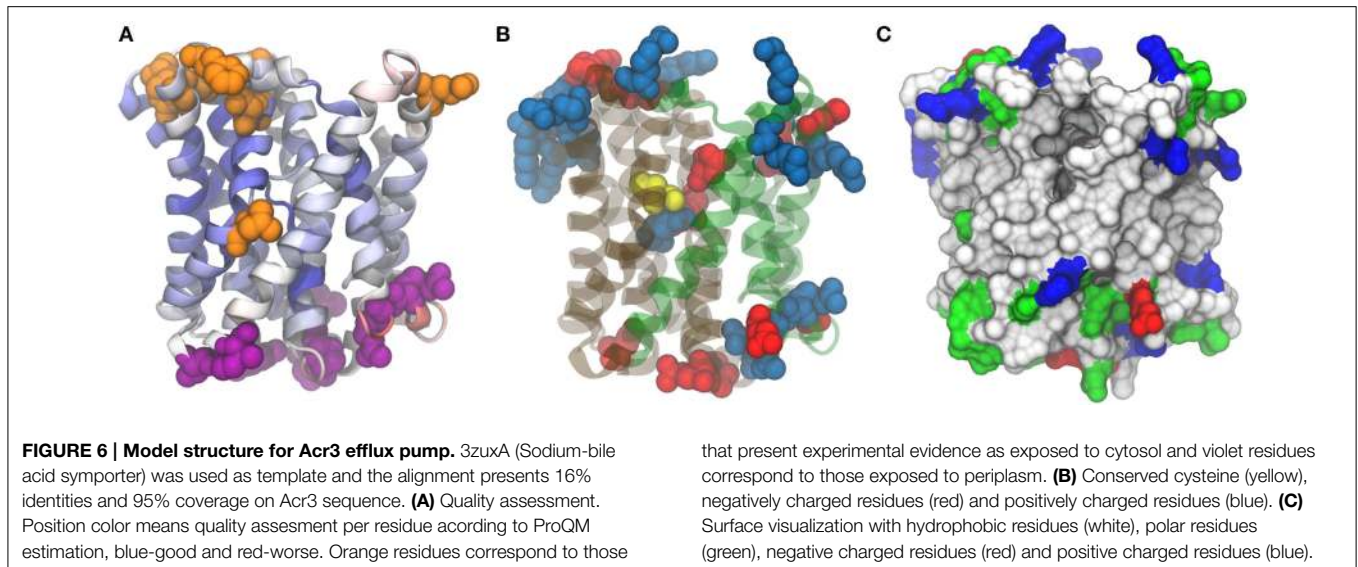 A
B
C
FIGURE 6 | Model structure for Acr3 efflux pump. 3zuxA (Sodium-bile
acid symporter) was used as template and the alignment presents 16%
identities and 95% coverage on Acr3 sequence. (A) Quality assessment.
Position color means quality assesment per residue acording to ProQM
estimation, blue-good and red-worse. Orange residues correspond to those
that present experimental evidence as exposed to cytosol and violet residues
correspond to those exposed to periplasm. (B) Conserved cysteine (yellow),
negatively charged residues (red) and positively charged residues (blue). (C)
Surface visualization with hydrophobic residues (white), polar residues
(green), negative charged residues (red) and positive charged residues (blue).